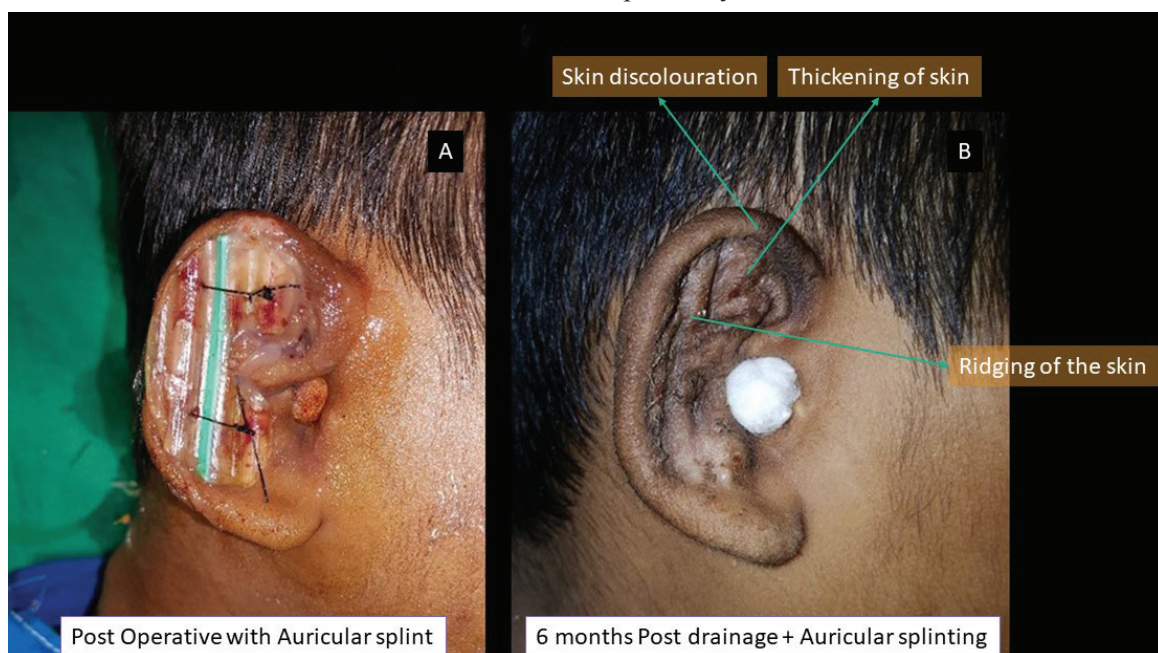 Skin discolouration
Thickening of skin
A
B
Ridging of the skin
Post Operative with Auricular splint
6 months Post drainage + Auricular splinting